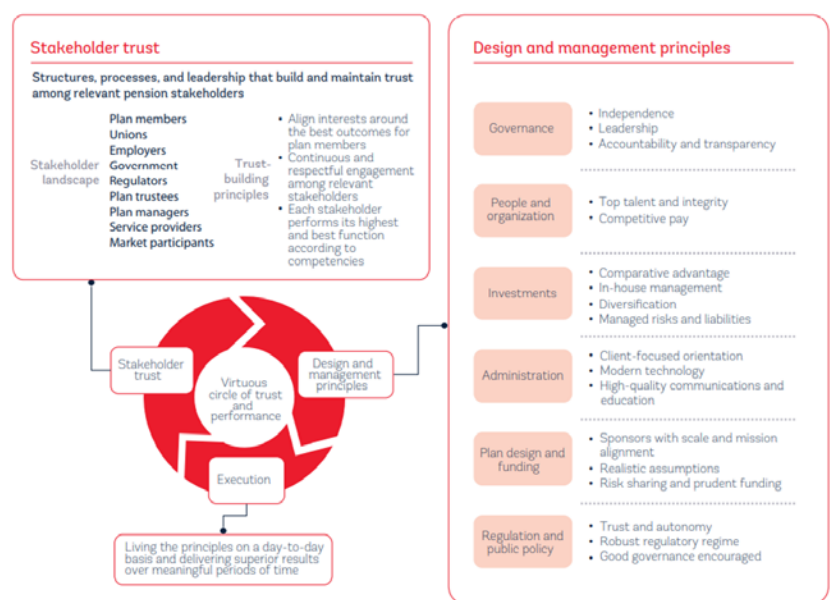 Stakeholder trust
Structures, processes, and leadership that build and maintain trust
among relevant pension stakeholders
Stakeholder
landscape
Plan members
Unions
Employers
Government
Regulators
Plan trustees
Plan managers
Service providers
Market participants
Trust-
building
principles
• Align interests around
the best outcomes for
plan members
• Continuous and
respectful engagement
among relevant
stakeholders
• Each stakeholder
performs its highest
and best function
according to
competencies
Stakeholder
trust
Virtuous
circle of trust
and
performance
Design and
management
principles
Execution
Living the principles on a day-to-day
basis and delivering superior results
over meaningful periods of time
Design and management principles
Governance
• Independence
• Leadership
• Accountability and transparency
People and
organization
• Top talent and integrity
• Competitive pay
Investments
• Comparative advantage
• In-house management
• Diversification
• Managed risks and liabilities
Administration
• Client-focused orientation
• Modern technology
• High-quality communications and
education
Plan design and
funding
• Sponsors with scale and mission
alignment
• Realistic assumptions
• Risk sharing and prudent funding
Regulation and
public policy
• Trust and autonomy
• Robust regulatory regime
• Good governance encouraged